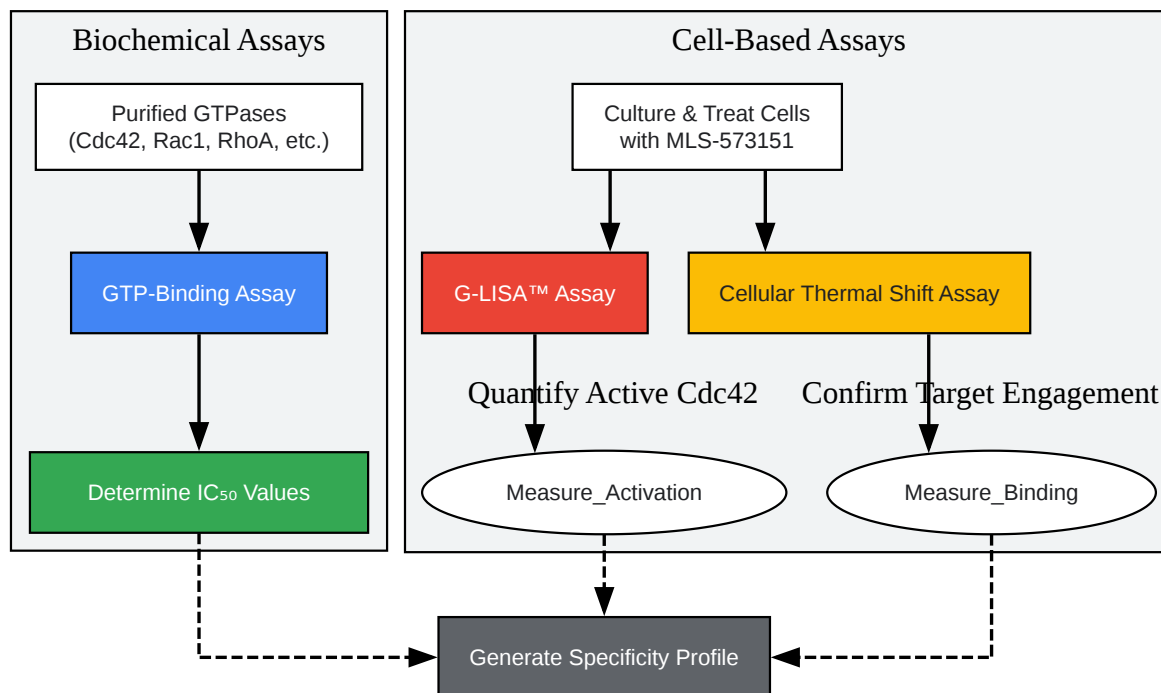 Biochemical Assays
Purified GTPases
(Cdc42, Rac1, RhoA, etc.)
GTP-Binding Assay
Determine IC₅₀ Values
Cell-Based Assays
Culture & Treat Cells
with MLS-573151
G-LISA™ Assay
Cellular Thermal Shift Assay
Quantify Active Cdc42
Confirm Target Engagement
Measure_Activation
Measure_Binding
Generate Specificity Profile